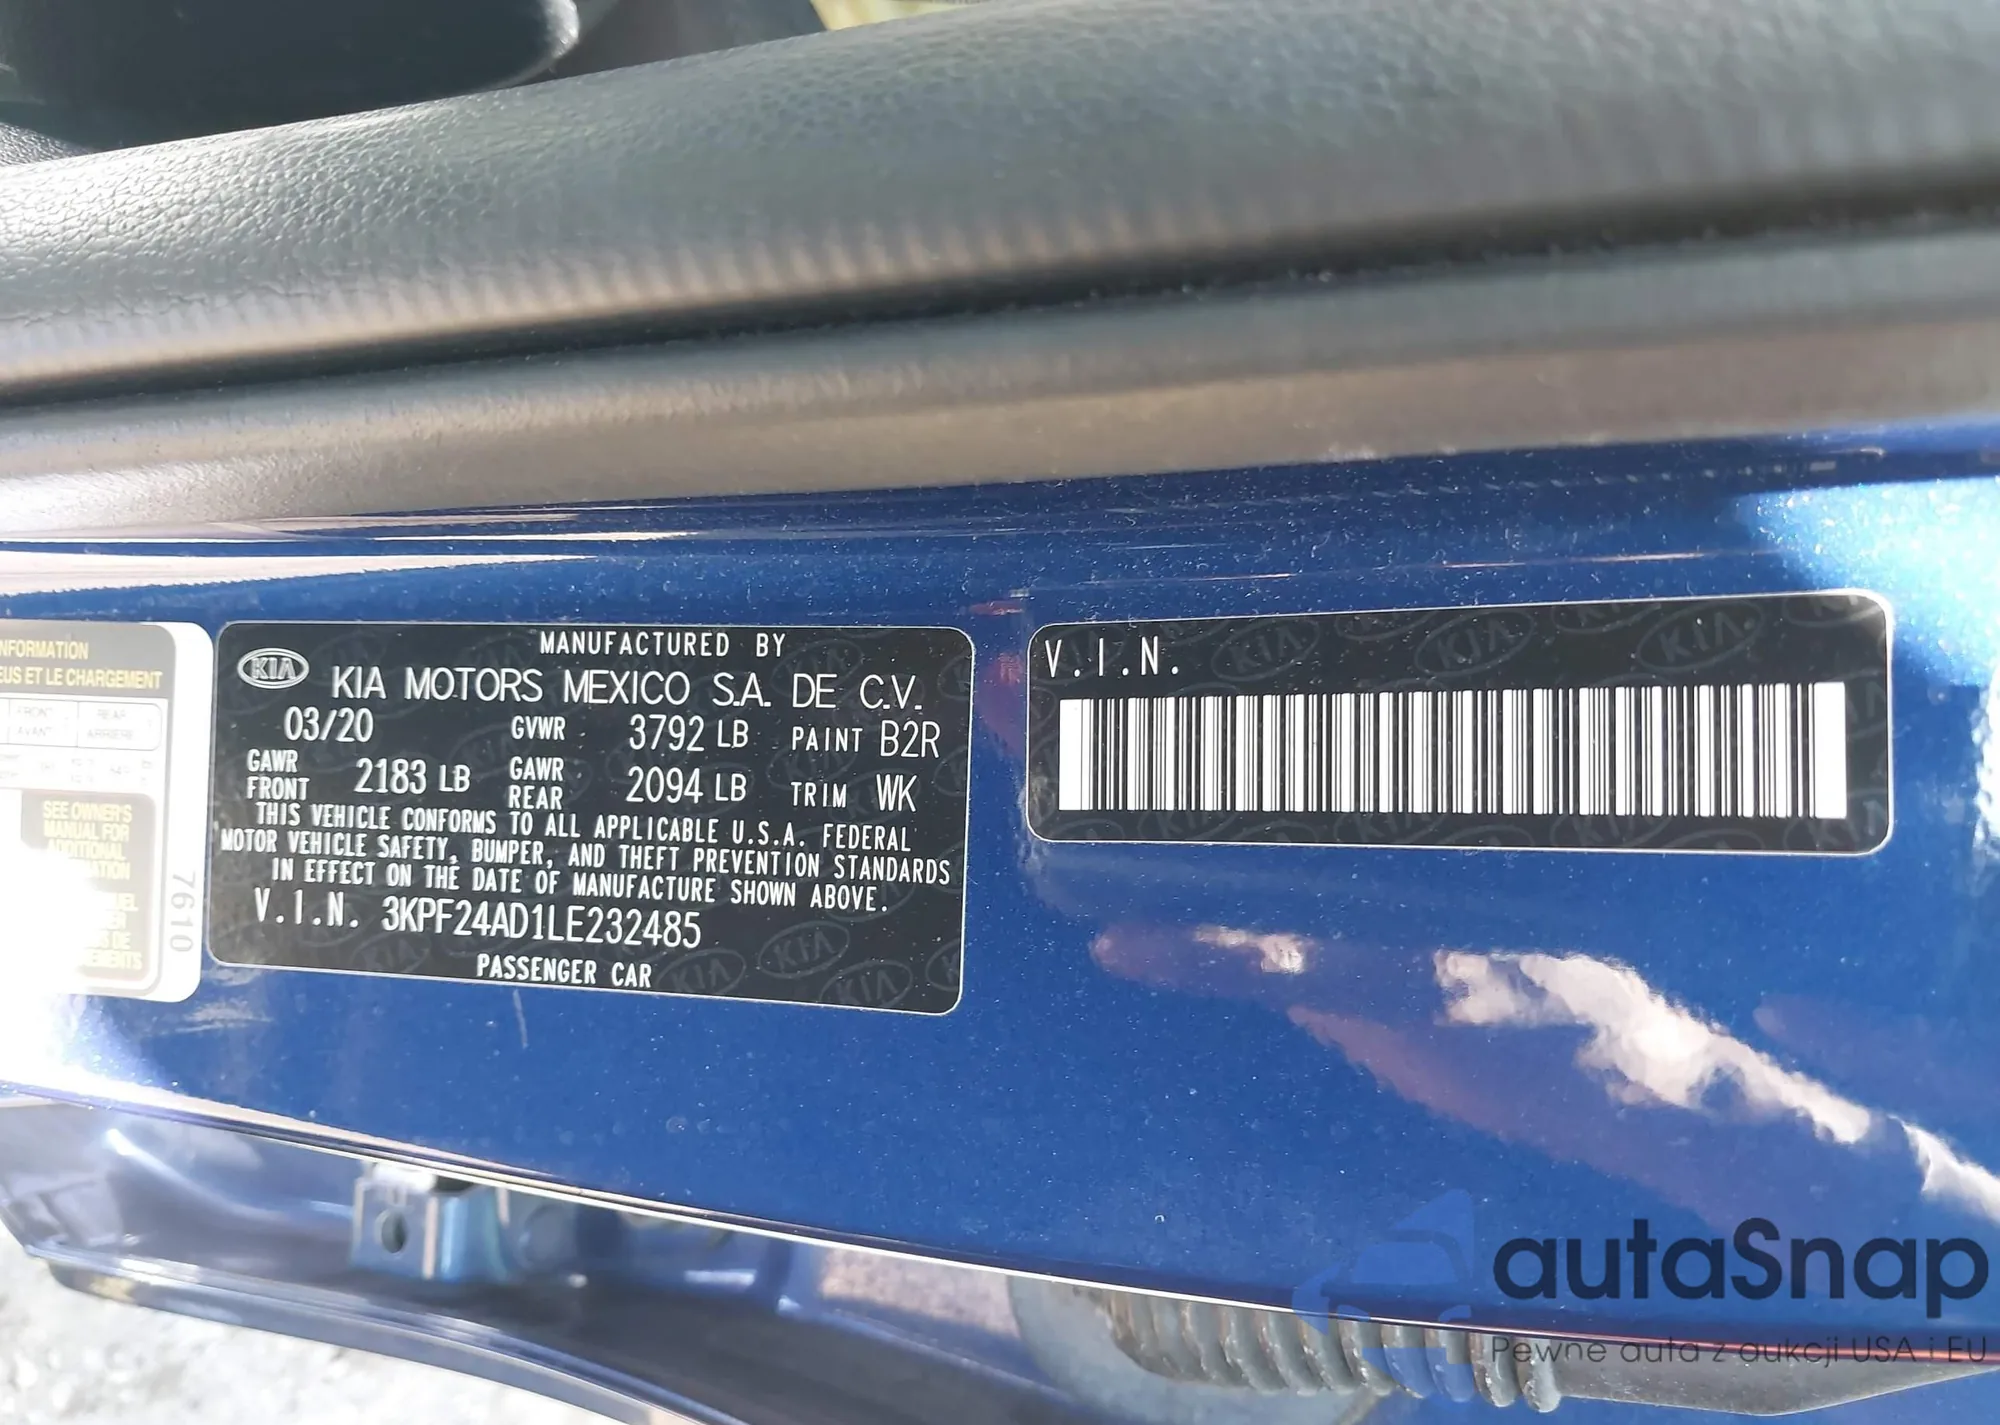 NFORMATION
EUS ET LE CHARGEMENT
FRONT
REAR
AVANT
ARRIÈRE
SEE OWNER'S
MANUAL FOR
ADDITIONAL
7610
MANUFACTURED BY
KIA
KIA MOTORS MEXICO S.A. DE C.V.
03/20 GVWR 3792 LB PAINT B2R
GAWR FRONT 2183 LB GAWR REAR 2094 LB TRIM WK
THIS VEHICLE CONFORMS TO ALL APPLICABLE U.S.A. FEDERAL
MOTOR VEHICLE SAFETY, BUMPER, AND THEFT PREVENTION STANDARDS
IN EFFECT ON THE DATE OF MANUFACTURE SHOWN ABOVE.
V.I.N. 3KPF24AD1LE232485
PASSENGER CAR
V.I.N.
autaSnap
Pewne auta z aukcji USA i EU